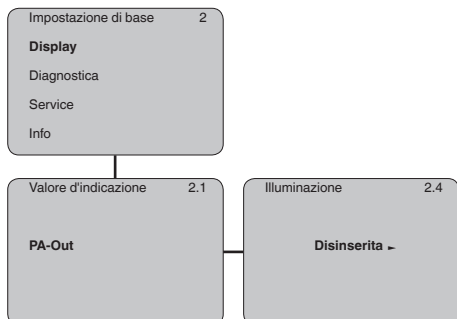 Impostazione di base 2
Display
Diagnostica
Service
Info
Valore d'indicazione 2.1
PA-Out
Illuminazione 2.4
Disinserita ►